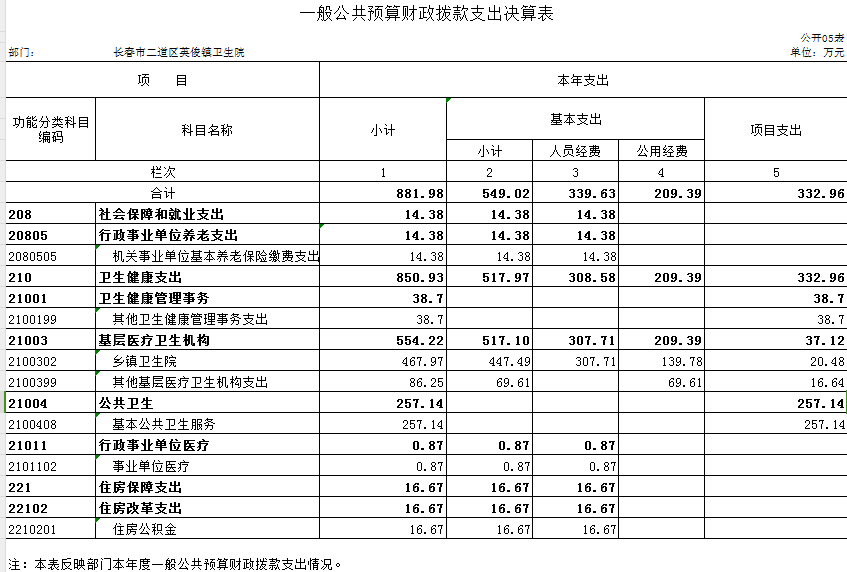 一般公共预算财政拨款支出决算表
公开05表
部门： 长春市二道区英俊镇卫生院 单位：万元
项 目 本年支出
功能分类科目编码 科目名称 小计 基本支出 项目支出
小计 人员经费 公用经费
栏次 1 2 3 4 5
合计 881.98 549.02 339.63 209.39 332.96
208 社会保障和就业支出 14.38 14.38 14.38
20805 行政事业单位养老支出 14.38 14.38 14.38
2080505 机关事业单位基本养老保险缴费支出 14.38 14.38 14.38
210 卫生健康支出 850.93 517.97 308.58 209.39 332.96
21001 卫生健康管理事务 38.7 38.7
2100199 其他卫生健康管理事务支出 38.7 38.7
21003 基层医疗卫生机构 554.22 517.10 307.71 209.39 37.12
2100302 乡镇卫生院 467.97 447.49 307.71 139.78 20.48
2100399 其他基层医疗卫生机构支出 86.25 69.61 69.61 16.64
21004 公共卫生 257.14 257.14
2100408 基本公共卫生服务 257.14 257.14
21011 行政事业单位医疗 0.87 0.87 0.87
2101102 事业单位医疗 0.87 0.87 0.87
221 住房保障支出 16.67 16.67 16.67
22102 住房改革支出 16.67 16.67 16.67
2210201 住房公积金 16.67 16.67 16.67
注：本表反映部门本年度一般公共预算财政拨款支出情况。